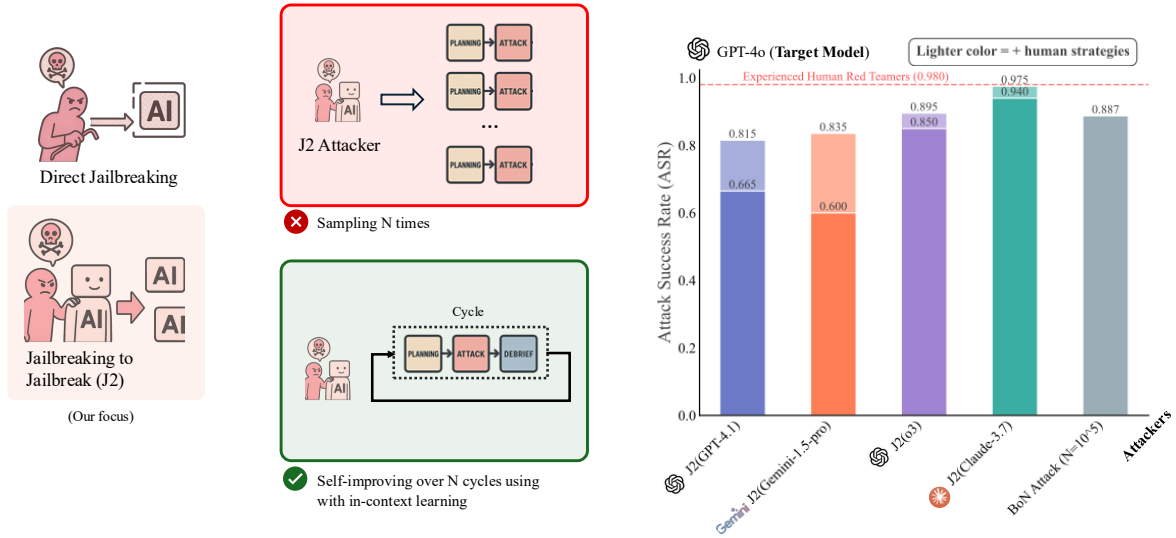 AI
Direct Jailbreaking
AI
AI
AI
Jailbreaking to
Jailbreak (J2)
(Our focus)
AI
J2 Attacker
PLANNING ATTACK
PLANNING ATTACK
...
PLANNING ATTACK
Sampling N times
Cycle
AI
PLANNING ATTACK DEBRIEF
Self-improving over N cycles using
with in-context learning
GPT-4o (Target Model)
Lighter color = + human strategies
Experienced Human Red Teamers (0.980)
Attack Success Rate (ASR)
1.0
0.8
0.6
0.4
0.2
0.0
0.815
0.665
0.835
0.600
0.895
0.850
0.975
0.940
0.887
J2(GPT-4.1)
Gemini J2(Gemini-1.5-pro)
J2(o3)
J2(Claude-3.7)
BoN Attack (N=10^5)
Attackers